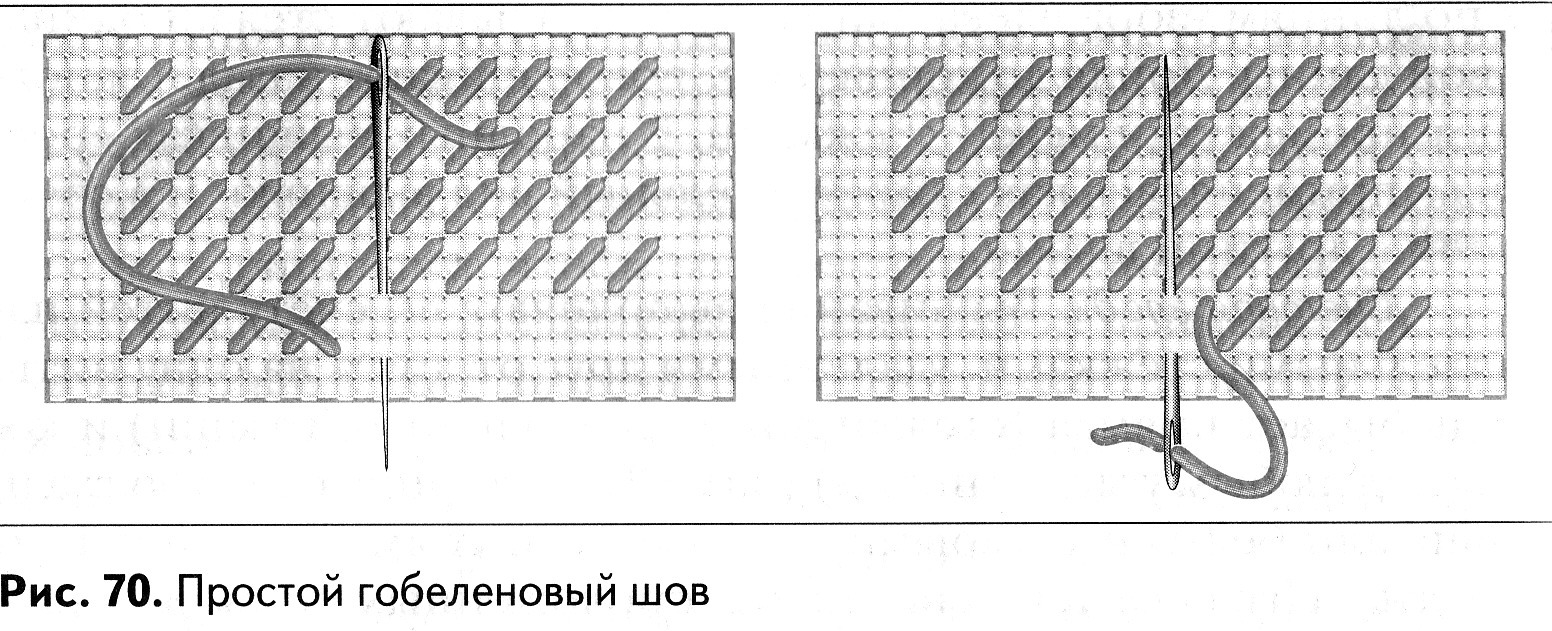 Рис. 70. Простой гобеленовый шов